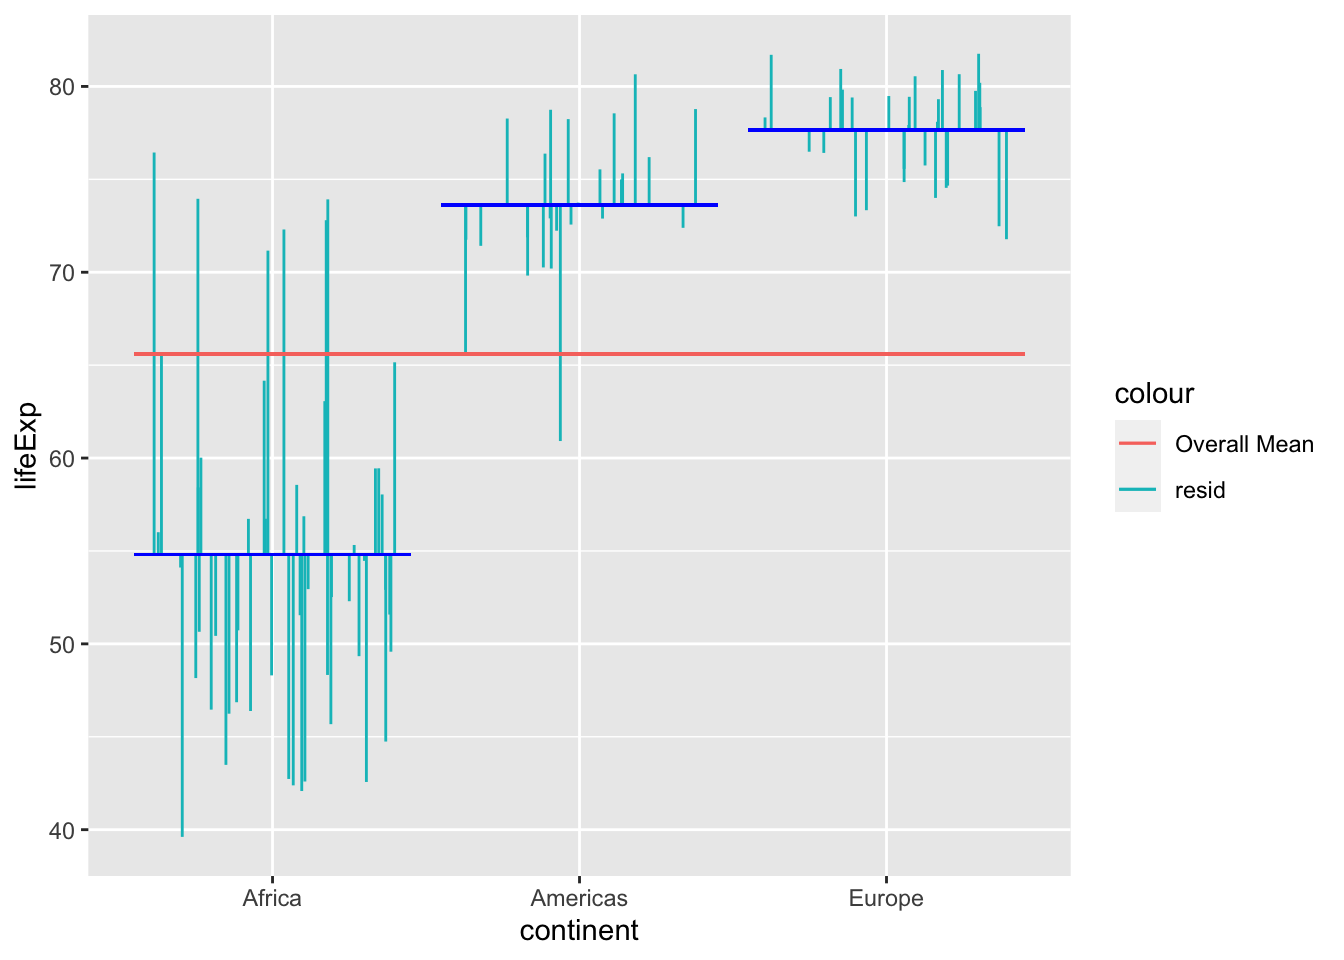 80
70
60
50
40
lifeExp
Africa
Americas
Europe
continent
colour
Overall Mean
resid